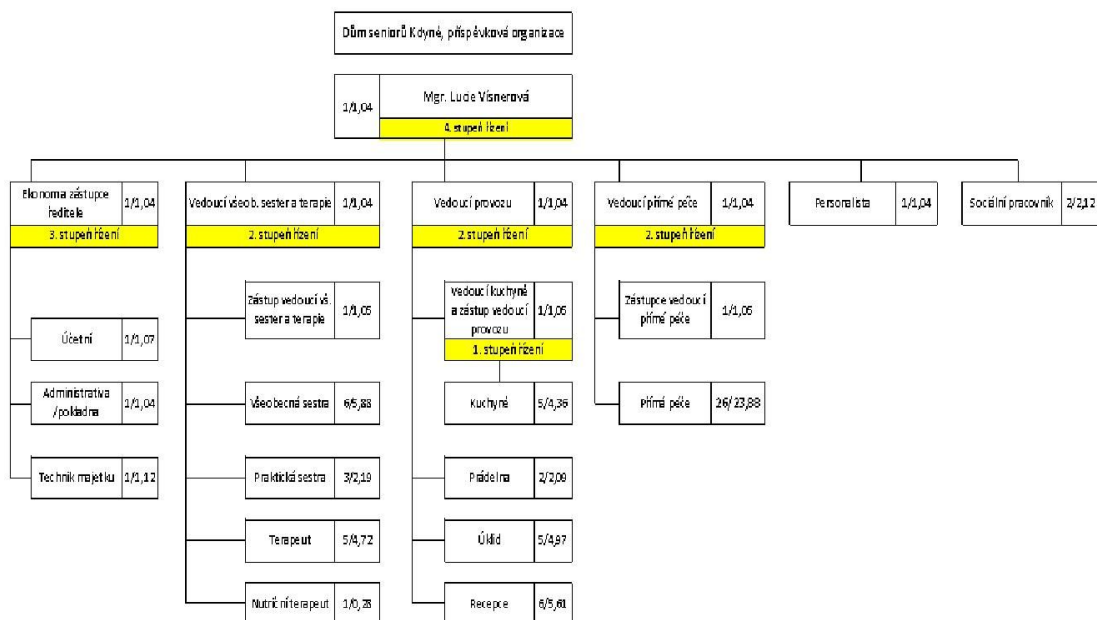 Dům seniorů Kdyně, příspěvková organizace
1/1,04
Mgr. Lucie Vísnerová
4. stupeň řízení
Ekonom a zástupce
ředitele
1/1,04
3. stupeň řízení
Vedoucí všeob. sester a terapie
1/1,04
2. stupeň řízení
Vedoucí provozu
1/1,04
2. stupeň řízení
Vedoucí přímé péče
1/1,04
2. stupeň řízení
Personalista
1/1,04
Sociální pracovník
2/2,12
Účetní
1/1,07
Administrativa
/pokladna
1/1,04
Technik majetku
1/1,12
Zástup vedoucí vš.
sester a terapie
1/1,05
Všeobecná sestra
6/5,88
Praktická sestra
3/2,19
Terapeut
5/4,72
Nutriční terapeut
1/0,28
Vedoucí kuchyně
a zástup vedoucí
provozu
1/1,05
1. stupeň řízení
Kuchyně
5/4,36
Prádelna
2/2,09
Úklid
5/4,97
Recepce
6/5,61
Zástupce vedoucí
přímé péče
1/1,05
Přímá péče
26/23,88